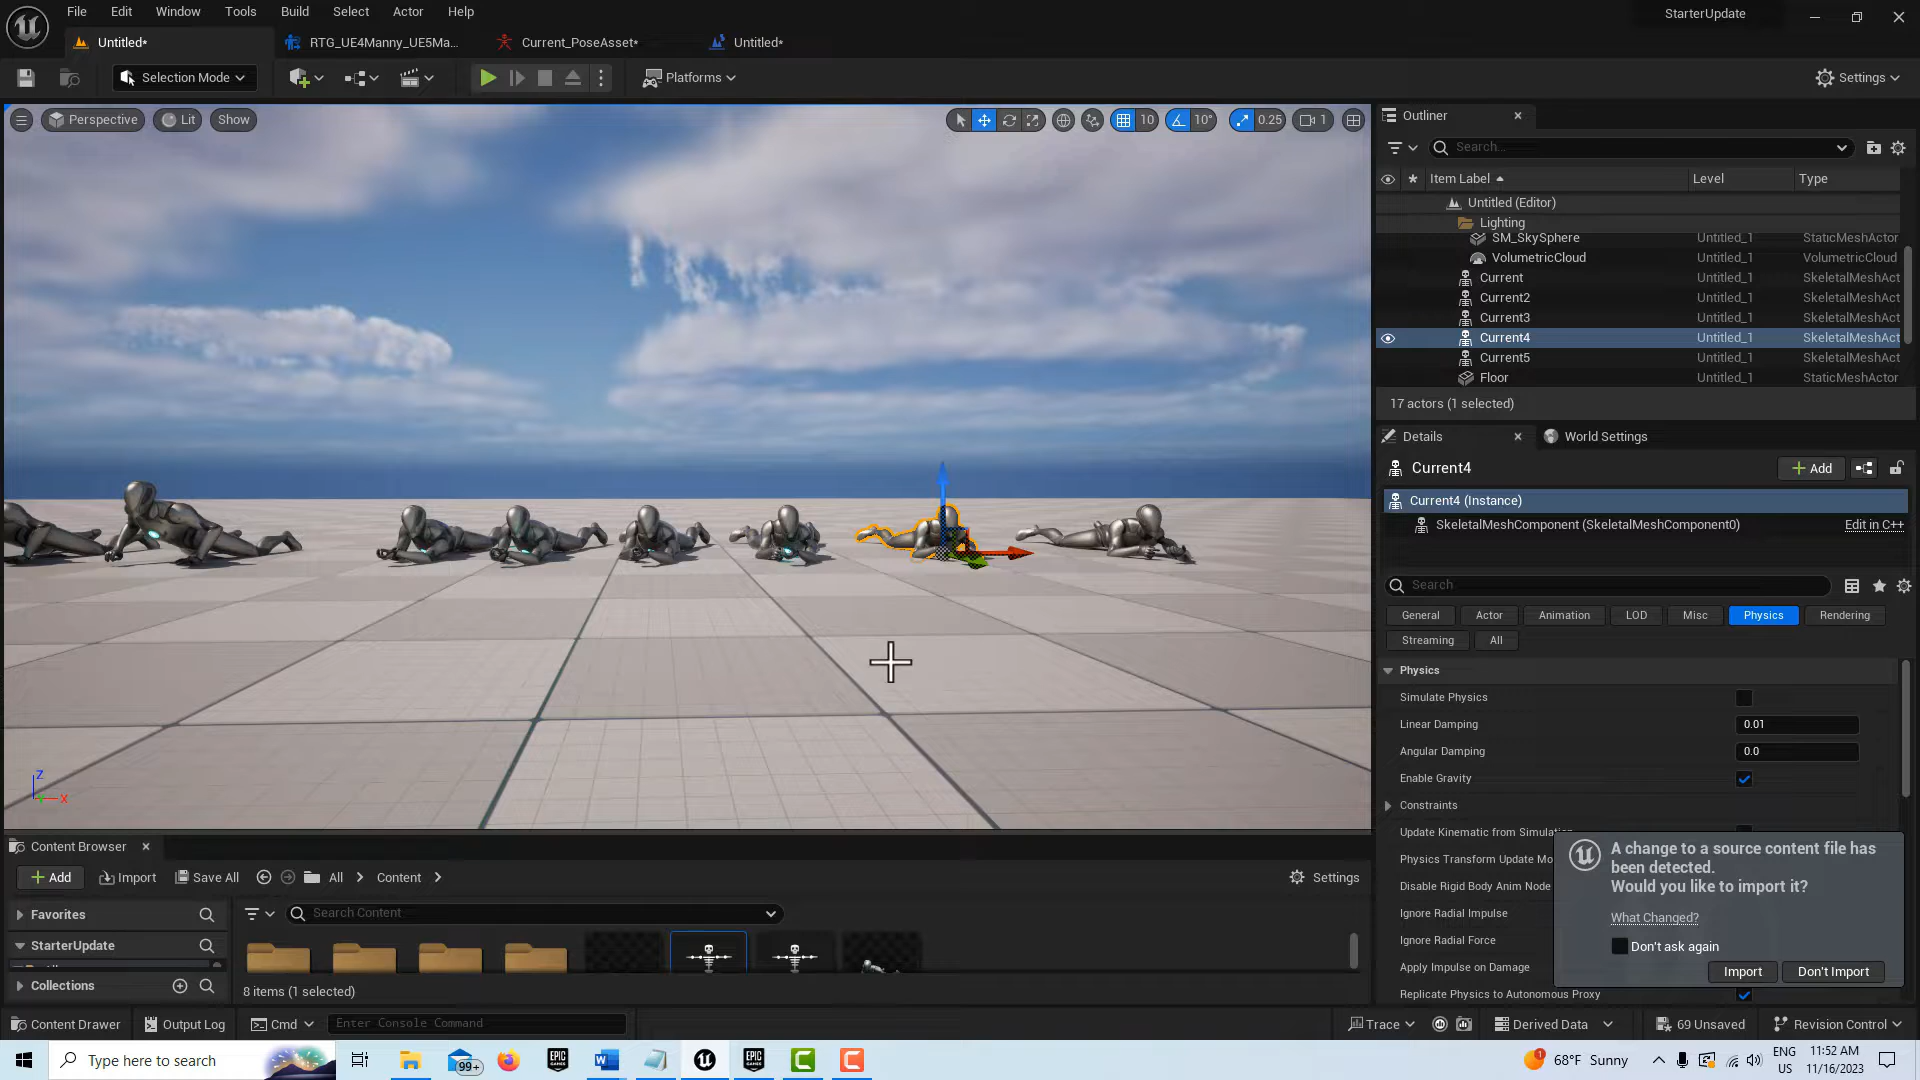 File Edit Window Tools Build Select Actor Help
StarterUpdate
Untitled*
RTG_UE4Manny_UE5Ma...
Current_PoseAsset*
Untitled*
Selection Mode
Platforms
Settings
Perspective
Lit
Show
10
10°
0.25
1
Outliner
Search...
Item Label
Level
Type
Untitled (Editor)
Lighting
SM_SkySphere Untitled_1 StaticMeshActor
VolumetricCloud Untitled_1 VolumetricCloud
Current Untitled_1 SkeletalMeshAct
Current2 Untitled_1 SkeletalMeshAct
Current3 Untitled_1 SkeletalMeshAct
Current4 Untitled_1 SkeletalMeshAct
Current5 Untitled_1 SkeletalMeshAct
Floor Untitled_1 StaticMeshActor
17 actors (1 selected)
Details
World Settings
Current4
Add
Current4 (Instance)
SkeletalMeshComponent (SkeletalMeshComponent0)
Edit in C++
Search
General Actor Animation LOD Misc Physics Rendering
Streaming All
Physics
Simulate Physics
Linear Damping 0.01
Angular Damping 0.0
Enable Gravity
Constraints
Update Kinematic from Simulation
Physics Transform Update Mo
Disable Rigid Body Anim Node
Ignore Radial Impulse
Ignore Radial Force
Apply Impulse on Damage
Replicate Physics to Autonomous Proxy
A change to a source content file has
been detected.
Would you like to import it?
What Changed?
Don't ask again
Import
Don't Import
Z
X
Content Browser
Add
Import
Save All
All
Content
Settings
Favorites
Search Content
StarterUpdate
Collections
8 items (1 selected)
Content Drawer
Output Log
Cmd
Enter Console Command
Trace
Derived Data
69 Unsaved
Revision Control
Type here to search
99+
EPIC
GAMES
EPIC
GAMES
1
68°F Sunny
ENG
US
11:52 AM
11/16/2023